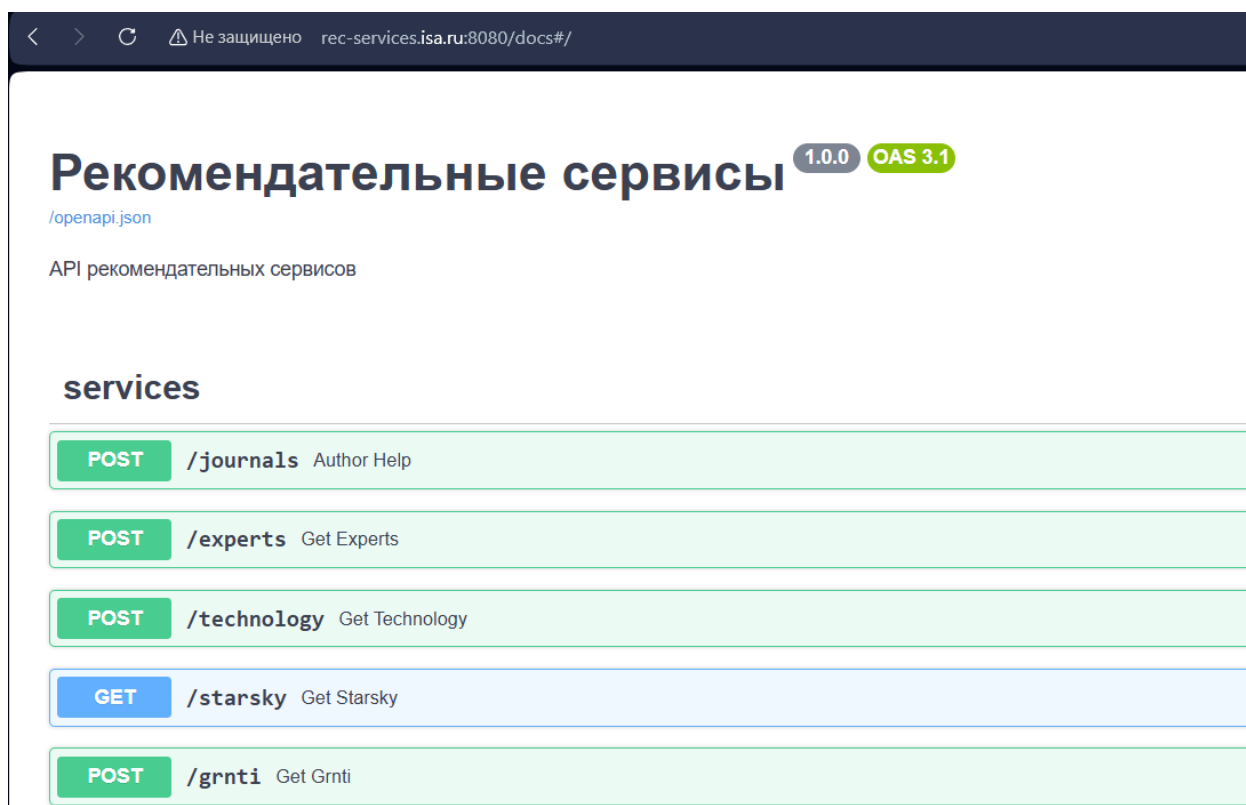 Не защищено rec-services.isa.ru:8080/docs#/
Рекомендательные сервисы 1.0.0 OAS 3.1
/openapi.json
API рекомендательных сервисов
services
POST /journals Author Help
POST /experts Get Experts
POST /technology Get Technology
GET /starsky Get Starsky
POST /grnti Get Grnti